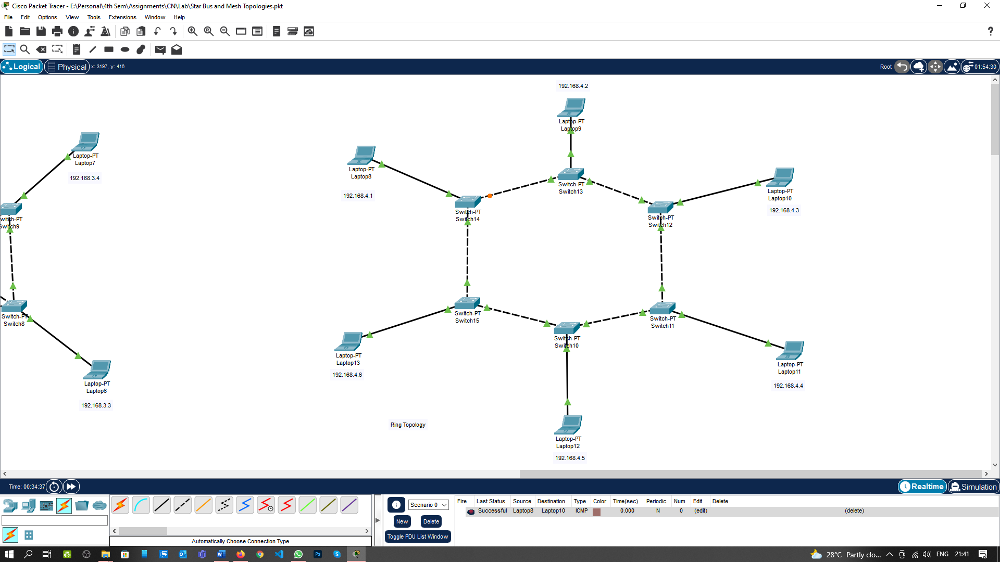 Cisco Packet Tracer - E:\Personal\4th Sem\Assignments\CN\Lab\Star Bus and Mesh Topologies.pkt
File Edit Options View Tools Extensions Window Help
Logical Physical x: 3197, y: 416 Root 01:54:30
192.168.4.2
Laptop-PT
Laptop9
Laptop-PT
Laptop7
192.168.3.4
Laptop-PT
Laptop8
192.168.4.1
Switch-PT
Switch13
Laptop-PT
Laptop10
192.168.4.3
witch-PT
Switch9
Switch-PT
Switch14
Switch-PT
Switch12
Switch-PT
Switch8
Switch-PT
Switch15
Switch-PT
Switch11
Switch-PT
Switch10
Laptop-PT
Laptop13
192.168.4.6
Laptop-PT
Laptop11
192.168.4.4
Laptop-PT
Laptop6
192.168.3.3
Ring Topology
Laptop-PT
Laptop12
192.168.4.5
Time: 00:34:37 Realtime Simulation
Scenario 0
New Delete
Toggle PDU List Window
Fire Last Status Source Destination Type Color Time(sec) Periodic Num Edit Delete
Successful Laptop8 Laptop10 ICMP 0.000 N 0 (edit) (delete)
Automatically Choose Connection Type
28°C Partly clo... ENG 21:41